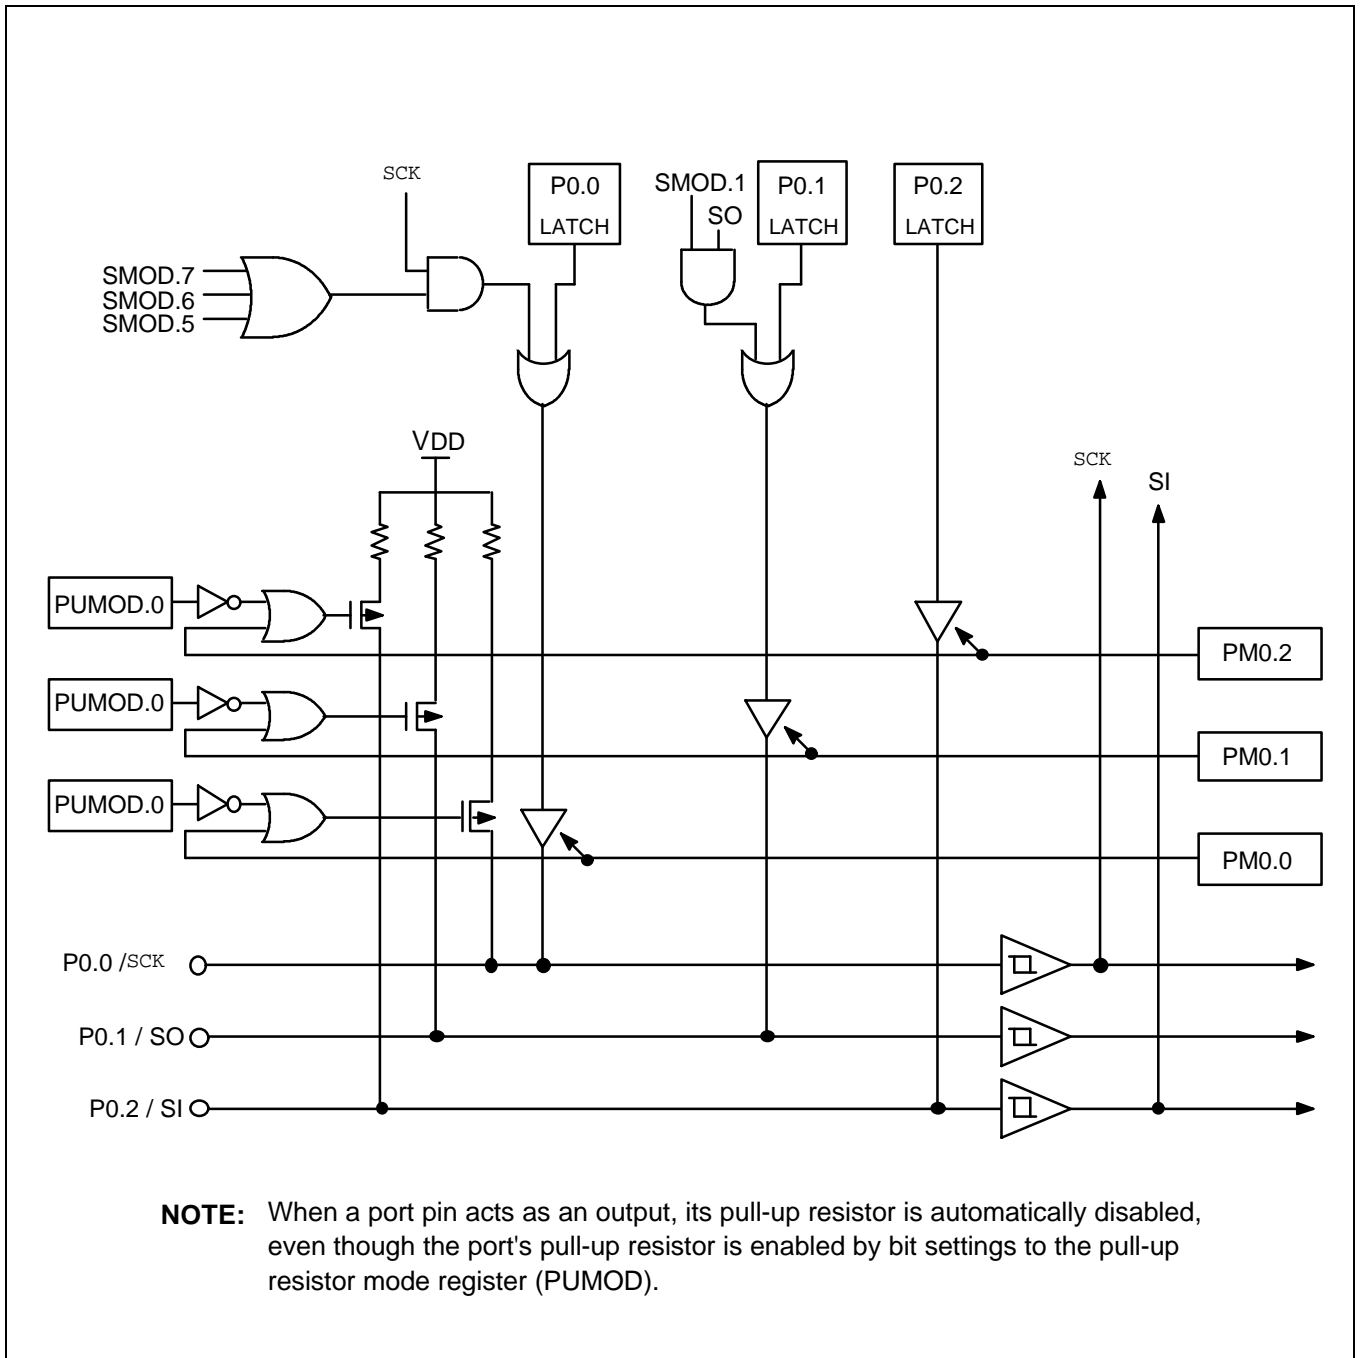 SCK
P0.0
LATCH
SMOD.1
SO
P0.1
LATCH
P0.2
LATCH
SMOD.7
SMOD.6
SMOD.5
VDD
SCK
SI
PUMOD.0
PM0.2
PUMOD.0
PM0.1
PUMOD.0
PM0.0
P0.0 /SCK
P0.1 / SO
P0.2 / SI
NOTE: When a port pin acts as an output, its pull-up resistor is automatically disabled,
even though the port's pull-up resistor is enabled by bit settings to the pull-up
resistor mode register (PUMOD).